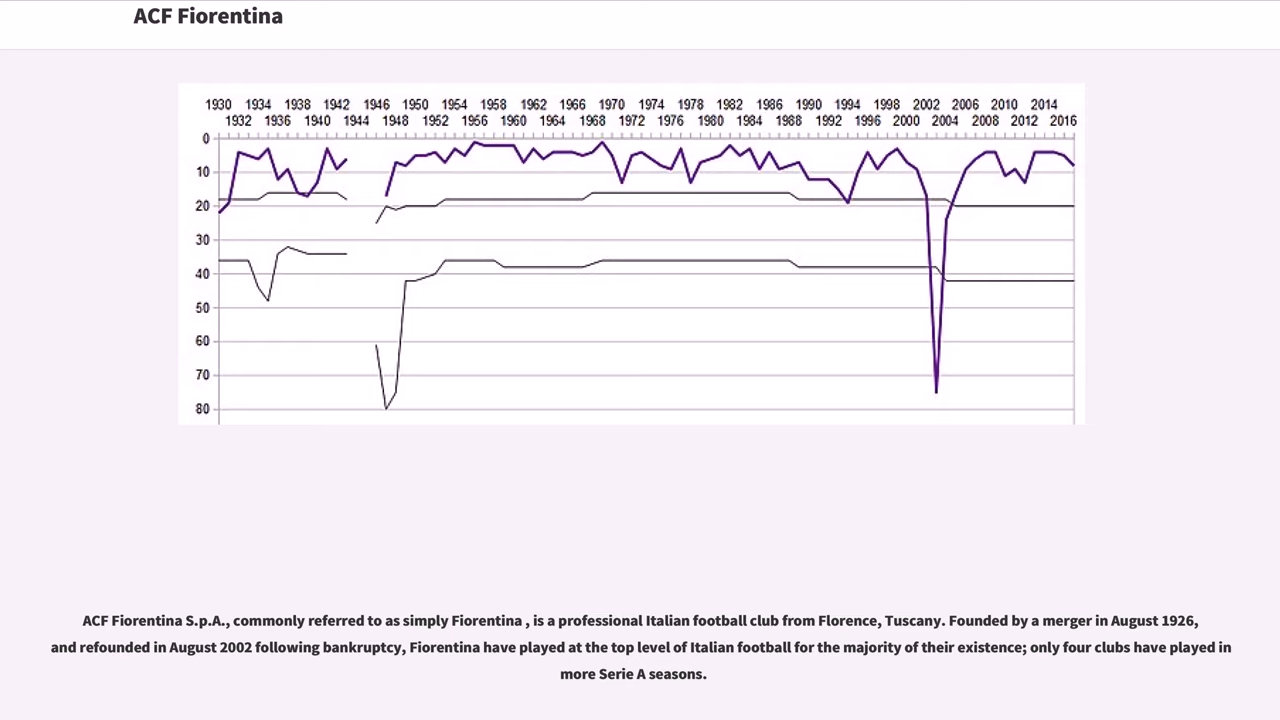 ACF Fiorentina
1930 1934 1938 1942 1946 1950 1954 1958 1962 1966 1970 1974 1978 1982 1986 1990 1994 1998 2002 2006 2010 2014
1932 1936 1940 1944 1948 1952 1956 1960 1964 1968 1972 1976 1980 1984 1988 1992 1996 2000 2004 2008 2012 2016
0
10
20
30
40
50
60
70
80
ACF Fiorentina S.p.A., commonly referred to as simply Fiorentina , is a professional Italian football club from Florence, Tuscany. Founded by a merger in August 1926,
and refounded in August 2002 following bankruptcy, Fiorentina have played at the top level of Italian football for the majority of their existence; only four clubs have played in
more Serie A seasons.